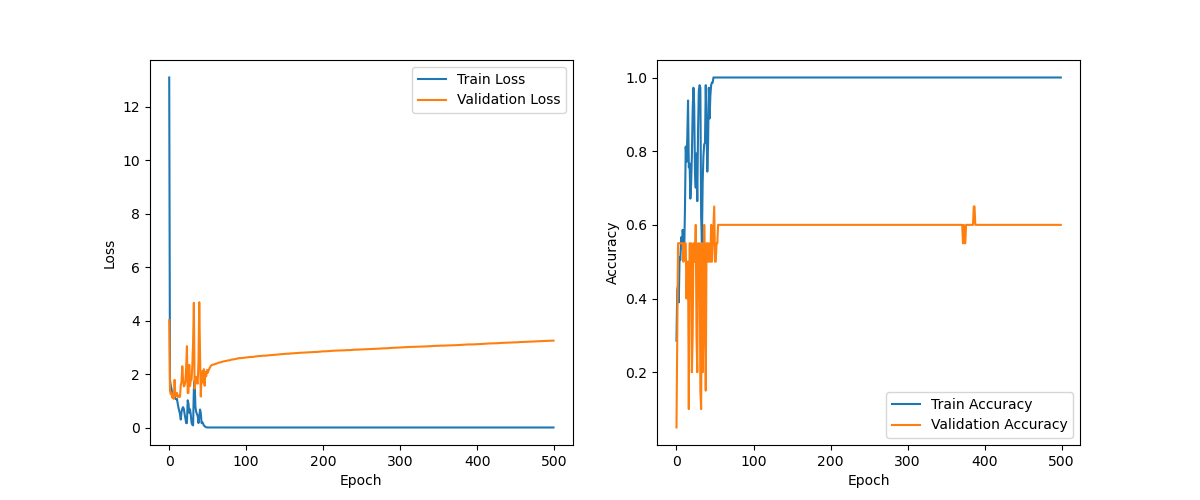 Train Loss
Validation Loss
12
10
8
6
4
2
0
Loss
0 100 200 300 400 500
Epoch
1.0
0.8
0.6
0.4
0.2
Accuracy
Train Accuracy
Validation Accuracy
0 100 200 300 400 500
Epoch